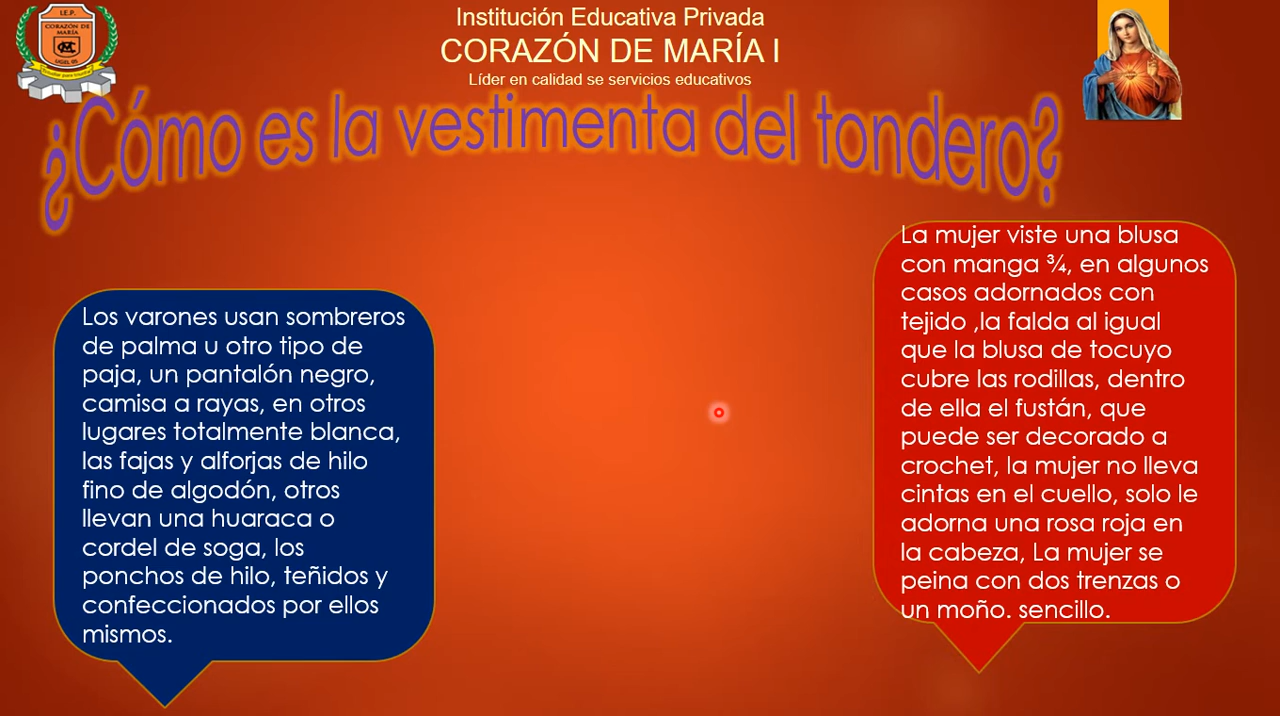 I.E.P.
CORAZÓN DE
MARÍA
UGEL 05
Institución Educativa Privada
CORAZÓN DE MARÍA I
Líder en calidad se servicios educativos
¿Cómo es la vestimenta del tondero?
Los varones usan sombreros
de palma u otro tipo de
paja, un pantalón negro,
camisa a rayas, en otros
lugares totalmente blanca,
las fajas y alforjas de hilo
fino de algodón, otros
llevan una huaraca o
cordel de soga, los
ponchos de hilo, teñidos y
confeccionados por ellos
mismos.
La mujer viste una blusa
con manga ¾, en algunos
casos adornados con
tejido ,la falda al igual
que la blusa de tocuyo
cubre las rodillas, dentro
de ella el fustán, que
puede ser decorado a
crochet, la mujer no lleva
cintas en el cuello, solo le
adorna una rosa roja en
la cabeza, La mujer se
peina con dos trenzas o
un moño. sencillo.